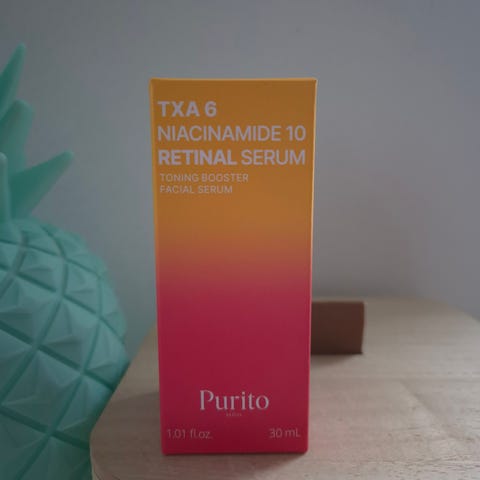 TXA 6
NIACINAMIDE 10
RETINAL SERUM
TONING BOOSTER
FACIAL SERUM
Purito
1.01 fl.oz.
30 ml.